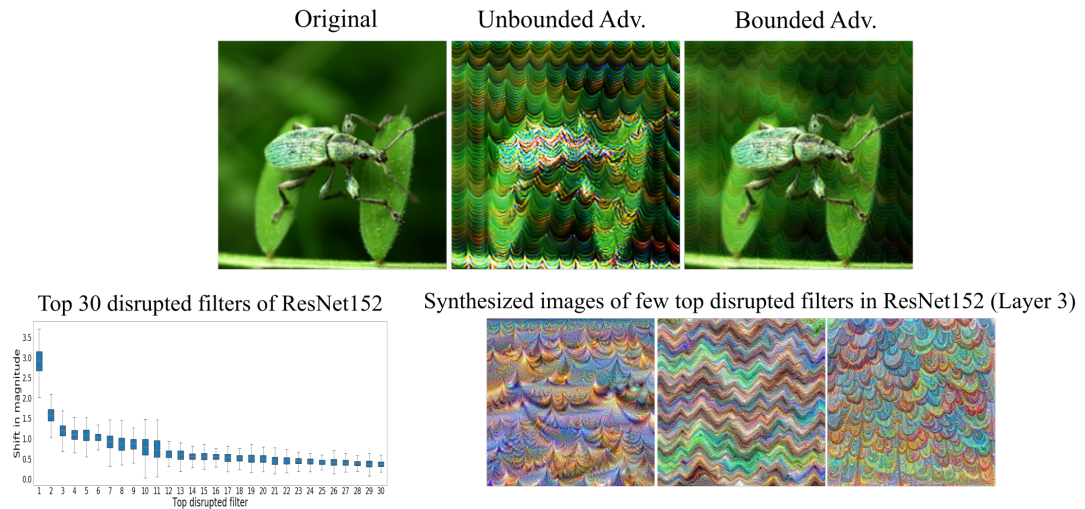 Original Unbounded Adv. Bounded Adv.
Top 30 disrupted filters of ResNet152
Synthesized images of few top disrupted filters in ResNet152 (Layer 3)
Shift in magnitude
3.5
3.0
2.5
2.0
1.5
1.0
0.5
0.0
1 2 3 4 5 6 7 8 9 10 11 12 13 14 15 16 17 18 19 20 21 22 23 24 25 26 27 28 29 30
Top disrupted filter